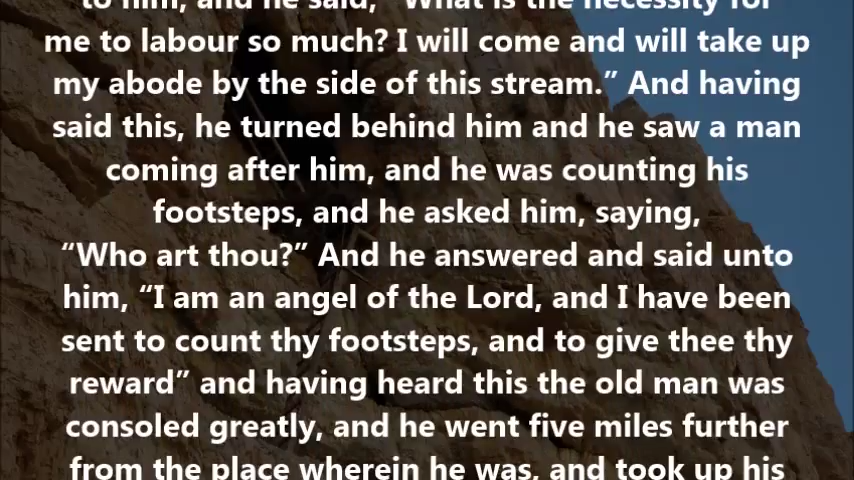 to him, and he said, “What is the necessity for
me to labour so much? I will come and will take up
my abode by the side of this stream.” And having
said this, he turned behind him and he saw a man
coming after him, and he was counting his
footsteps, and he asked him, saying,
“Who art thou?” And he answered and said unto
him, “I am an angel of the Lord, and I have been
sent to count thy footsteps, and to give thee thy
reward” and having heard this the old man was
consoled greatly, and he went five miles further
from the place wherein he was, and took up his